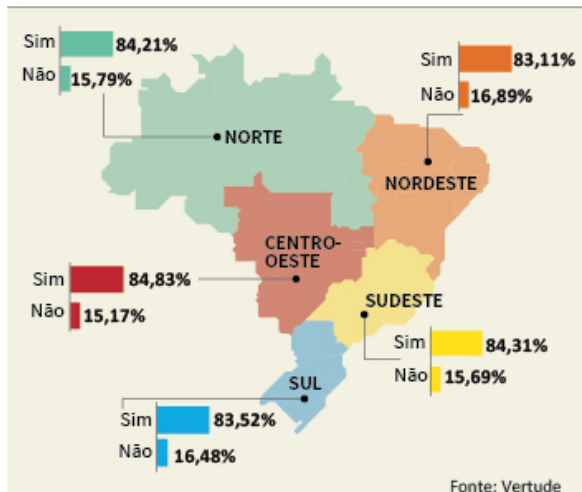 Sim 84,21%
Não 15,79%
NORTE
Sim 83,11%
Não 16,89%
NORDESTE
CENTRO-
OESTE
Sim 84,83%
Não 15,17%
SUDESTE
Sim 84,31%
Não 15,69%
SUL
Sim 83,52%
Não 16,48%
Fonte: Vertude